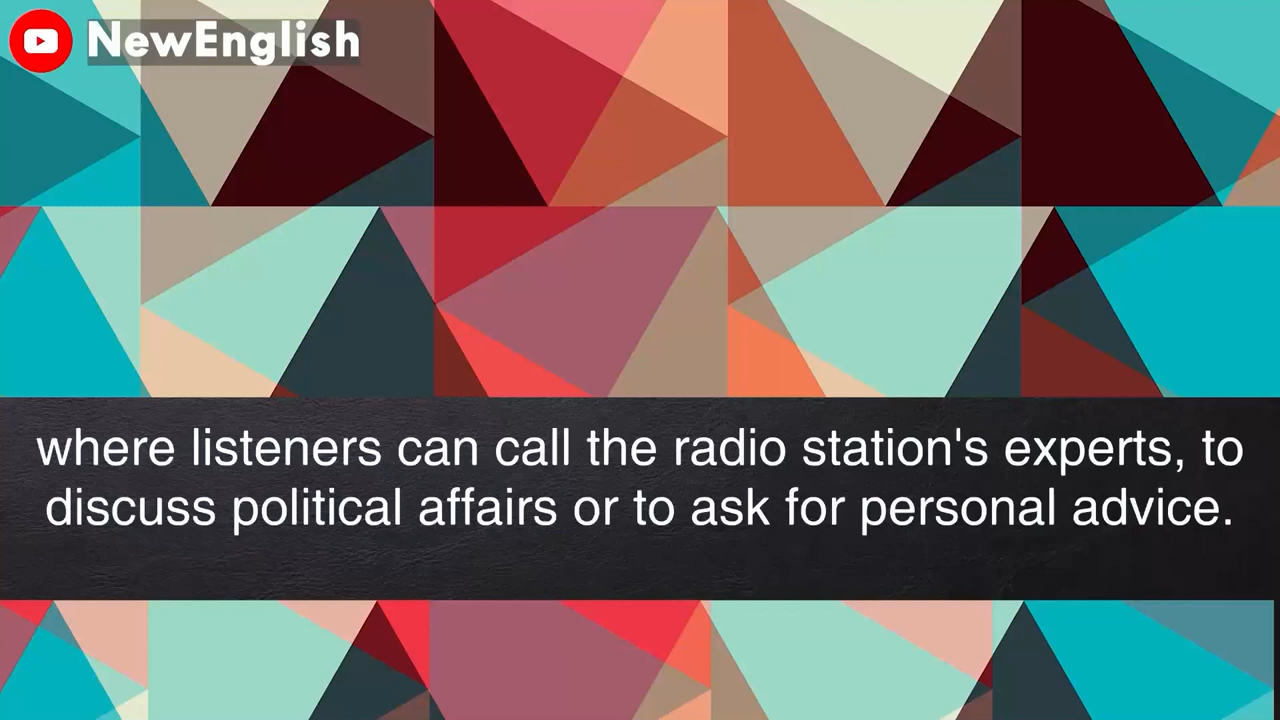 NewEnglish
where listeners can call the radio station's experts, to
discuss political affairs or to ask for personal advice.